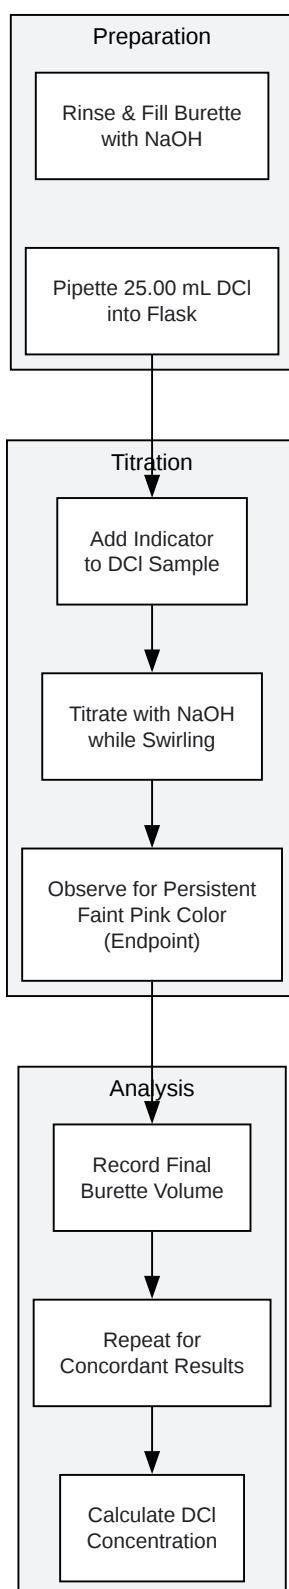 Preparation
Rinse & Fill Burette
with NaOH
Pipette 25.00 mL DCl
into Flask
Titration
Add Indicator
to DCl Sample
Titrate with NaOH
while Swirling
Observe for Persistent
Faint Pink Color
(Endpoint)
Analysis
Record Final
Burette Volume
Repeat for
Concordant Results
Calculate DCl
Concentration